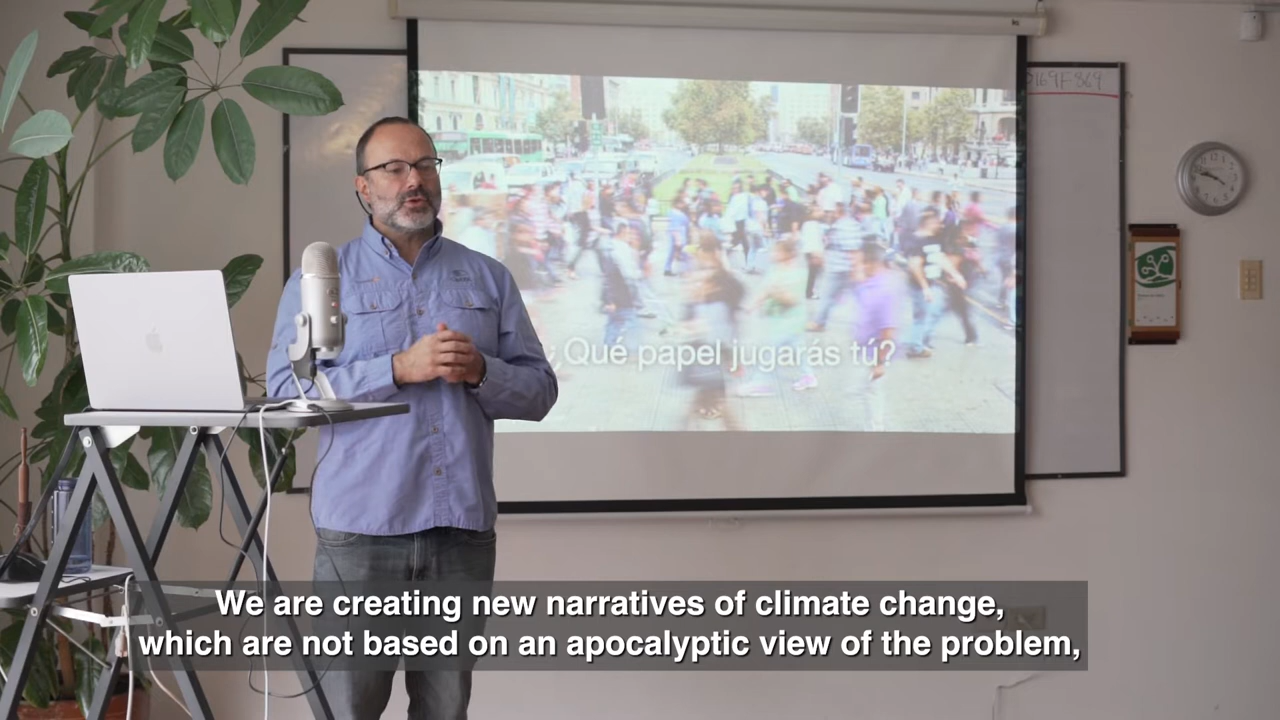 0169F869
¿Qué papel jugarás tú?
We are creating new narratives of climate change,
which are not based on an apocalyptic view of the problem,